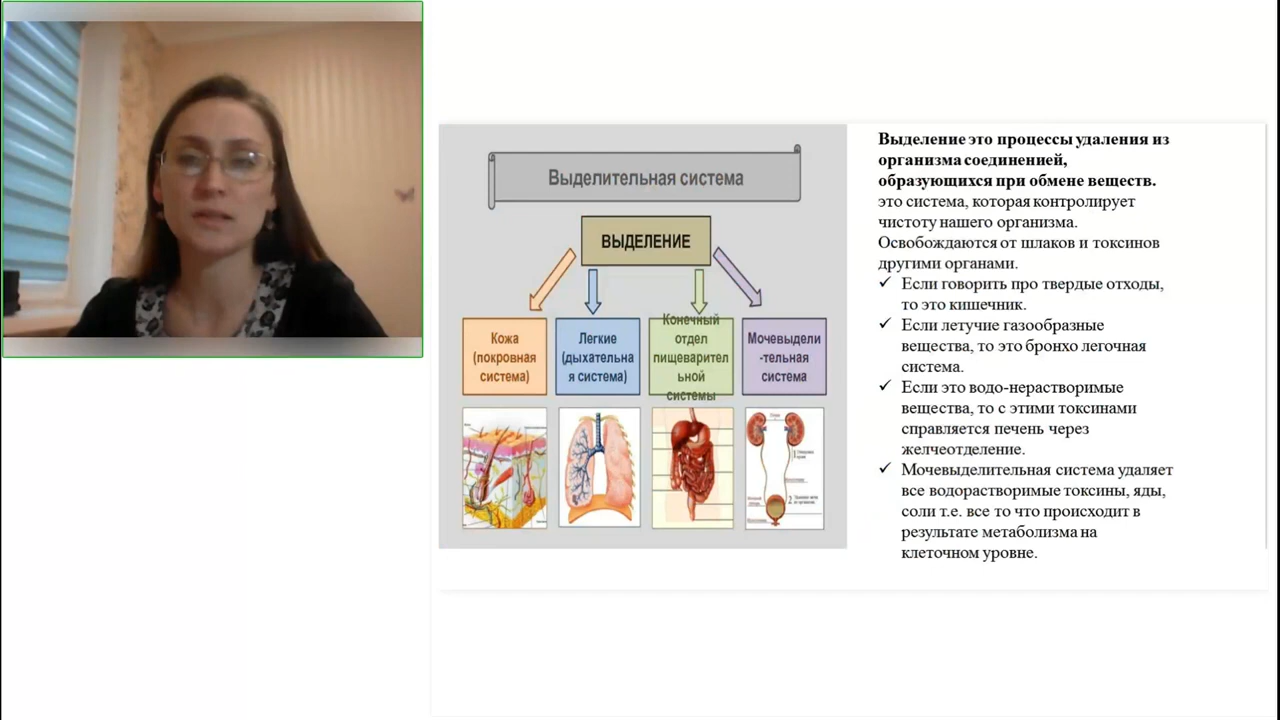 Выделительная система
ВЫДЕЛЕНИЕ
Кожа
(покровная
система)
Легкие
(дыхательна
я система)
Конечный
отдел
пищеварител
ьной
системы
Мочевыдели
-тельная
система
1
2
Выделение это процессы удаления из
организма соединенией,
образующихся при обмене веществ.
это система, которая контролирует
чистоту нашего организма.
Освобождаются от шлаков и токсинов
другими органами.
✓ Если говорить про твердые отходы,
то это кишечник.
✓ Если летучие газообразные
вещества, то это бронхо легочная
система.
✓ Если это водо-нерастворимые
вещества, то с этими токсинами
справляется печень через
желчеотделение.
✓ Мочевыделительная система удаляет
все водорастворимые токсины, яды,
соли т.е. все то что происходит в
результате метаболизма на
клеточном уровне.